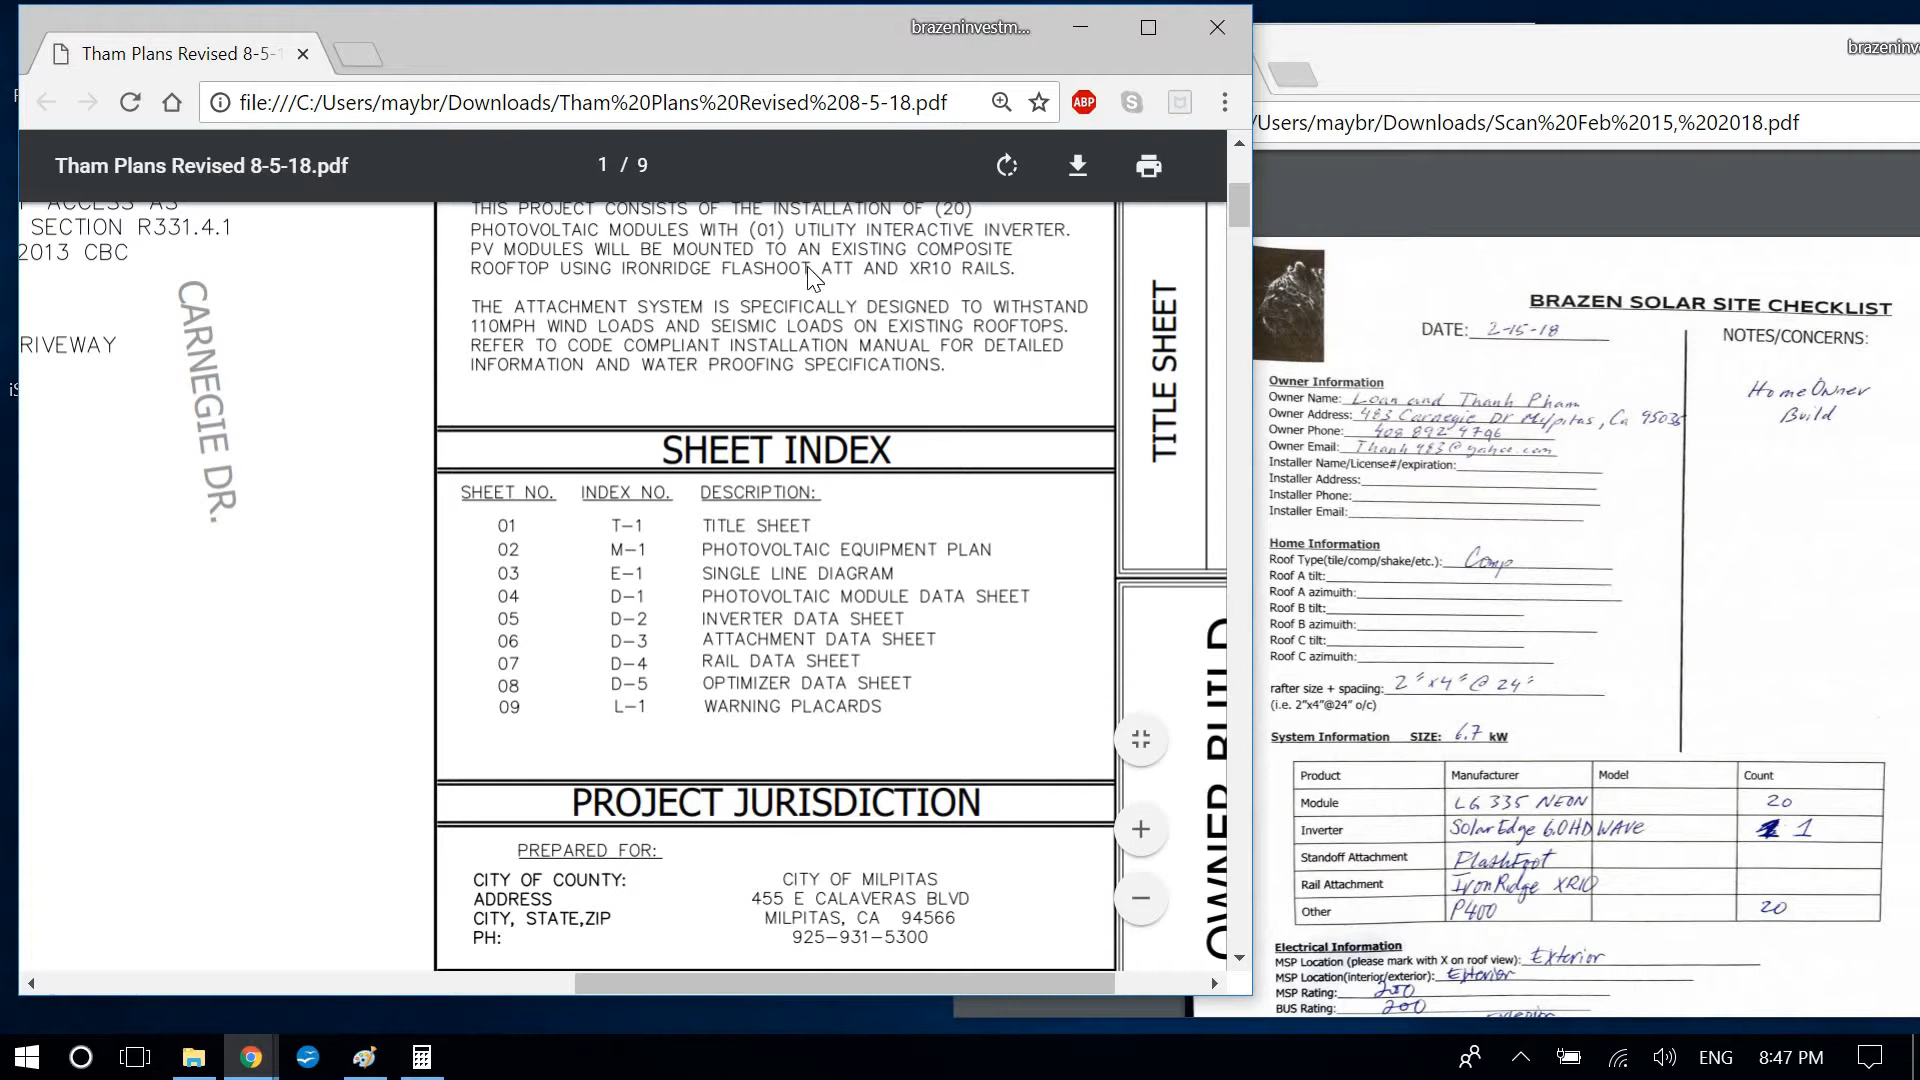 brazeninvestm...
Tham Plans Revised 8-5-1
file:///C:/Users/maybr/Downloads/Tham%20Plans%20Revised%208-5-18.pdf
ABP
Tham Plans Revised 8-5-18.pdf
1 / 9
SECTION R331.4.1
2013 CBC
RIVEWAY
CARNEGIE DR.
THIS PROJECT CONSISTS OF THE INSTALLATION OF (20)
PHOTOVOLTAIC MODULES WITH (01) UTILITY INTERACTIVE INVERTER.
PV MODULES WILL BE MOUNTED TO AN EXISTING COMPOSITE
ROOFTOP USING IRONRIDGE FLASHOOT ATT AND XR10 RAILS.
THE ATTACHMENT SYSTEM IS SPECIFICALLY DESIGNED TO WITHSTAND
110MPH WIND LOADS AND SEISMIC LOADS ON EXISTING ROOFTOPS.
REFER TO CODE COMPLIANT INSTALLATION MANUAL FOR DETAILED
INFORMATION AND WATER PROOFING SPECIFICATIONS.
SHEET INDEX
SHEET NO. INDEX NO. DESCRIPTION:
01 T-1 TITLE SHEET
02 M-1 PHOTOVOLTAIC EQUIPMENT PLAN
03 E-1 SINGLE LINE DIAGRAM
04 D-1 PHOTOVOLTAIC MODULE DATA SHEET
05 D-2 INVERTER DATA SHEET
06 D-3 ATTACHMENT DATA SHEET
07 D-4 RAIL DATA SHEET
08 D-5 OPTIMIZER DATA SHEET
09 L-1 WARNING PLACARDS
PROJECT JURISDICTION
PREPARED FOR:
CITY OF COUNTY: CITY OF MILPITAS
ADDRESS 455 E CALAVERAS BLVD
CITY, STATE,ZIP MILPITAS, CA 94566
PH: 925-931-5300
TITLE SHEET
OWNER BUILD
brazeninv
/Users/maybr/Downloads/Scan%20Feb%2015,%202018.pdf
BRAZEN SOLAR SITE CHECKLIST
DATE: 2-15-18
NOTES/CONCERNS:
HomeOwner
Build
Owner Information
Owner Name: Loan and Thanh Pham
Owner Address: 483 Carnegie Dr Milpitas, Ca 95035
Owner Phone: 408 892 4796
Owner Email: Thanh483@yahoo.com
Installer Name/License#/expiration:
Installer Address:
Installer Phone:
Installer Email:
Home Information
Roof Type(tile/comp/shake/etc.): Comp
Roof A tilt:
Roof A azimuth:
Roof B tilt:
Roof B azimuth:
Roof C tilt:
Roof C azimuth:
rafter size + spaciing: 2"x4"@24"
(i.e. 2"x4"@24" o/c)
System Information SIZE: 6.7 kW
Product Manufacturer Model Count
Module LG 335 NEON 20
Inverter SolarEdge 6.0HDWAVE 1
Standoff Attachment FlashFoot
Rail Attachment IronRidge XR10
Other P400 20
Electrical Information
MSP Location (please mark with X on roof view): Exterior
MSP Location(interior/exterior): Exterior
MSP Rating: 200
BUS Rating: 200
ENG
8:47 PM